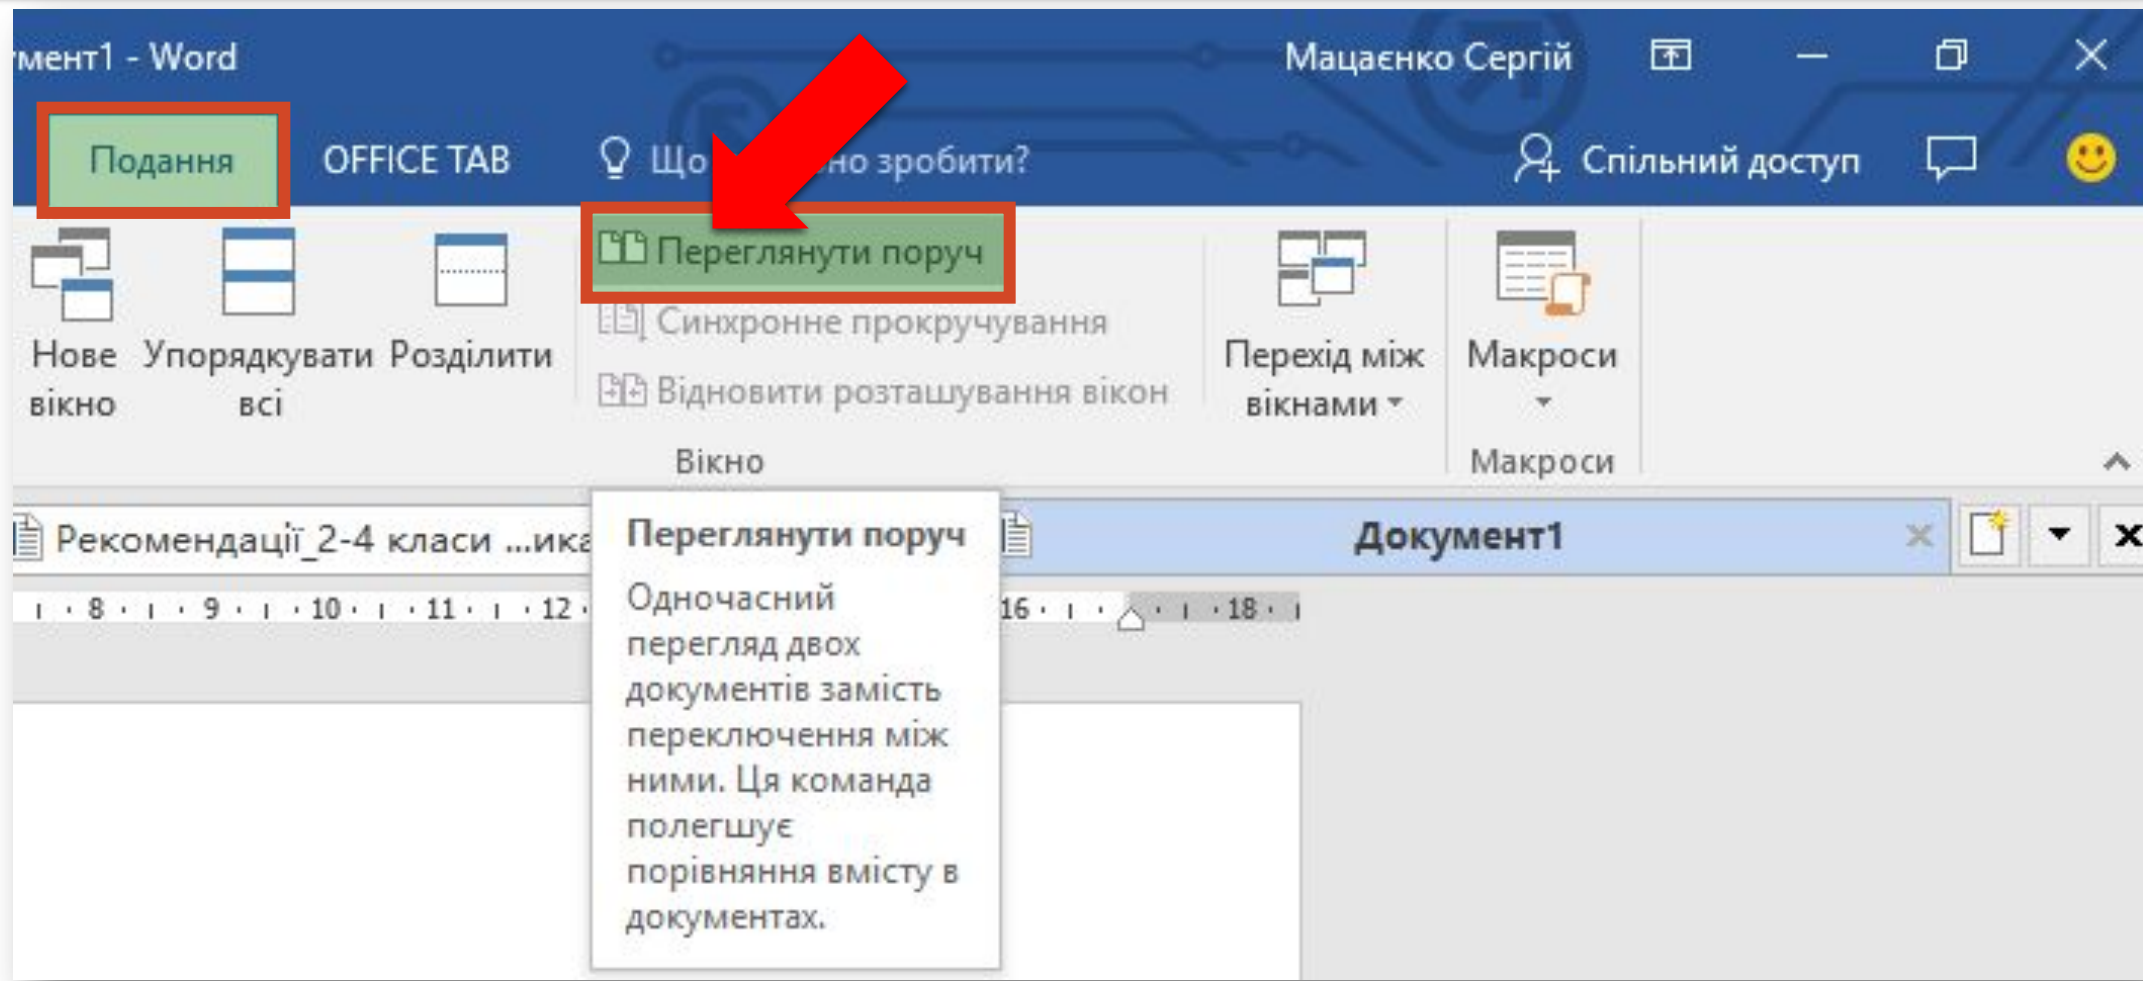 мент1 - Word
Мацаєнко Сергій
Подання
OFFICE TAB
Що но зробити?
Спільний доступ
Нове
вікно
Упорядкувати
всі
Розділити
Переглянути поруч
Синхронне прокручування
Відновити розташування вікон
Перехід між
вікнами
Макроси
Вікно
Макроси
Рекомендації_2-4 класи ...ика
Документ1
8 9 10 11 12 16 18
Переглянути поруч
Одночасний
перегляд двох
документів замість
переключення між
ними. Ця команда
полегшує
порівняння вмісту в
документах.